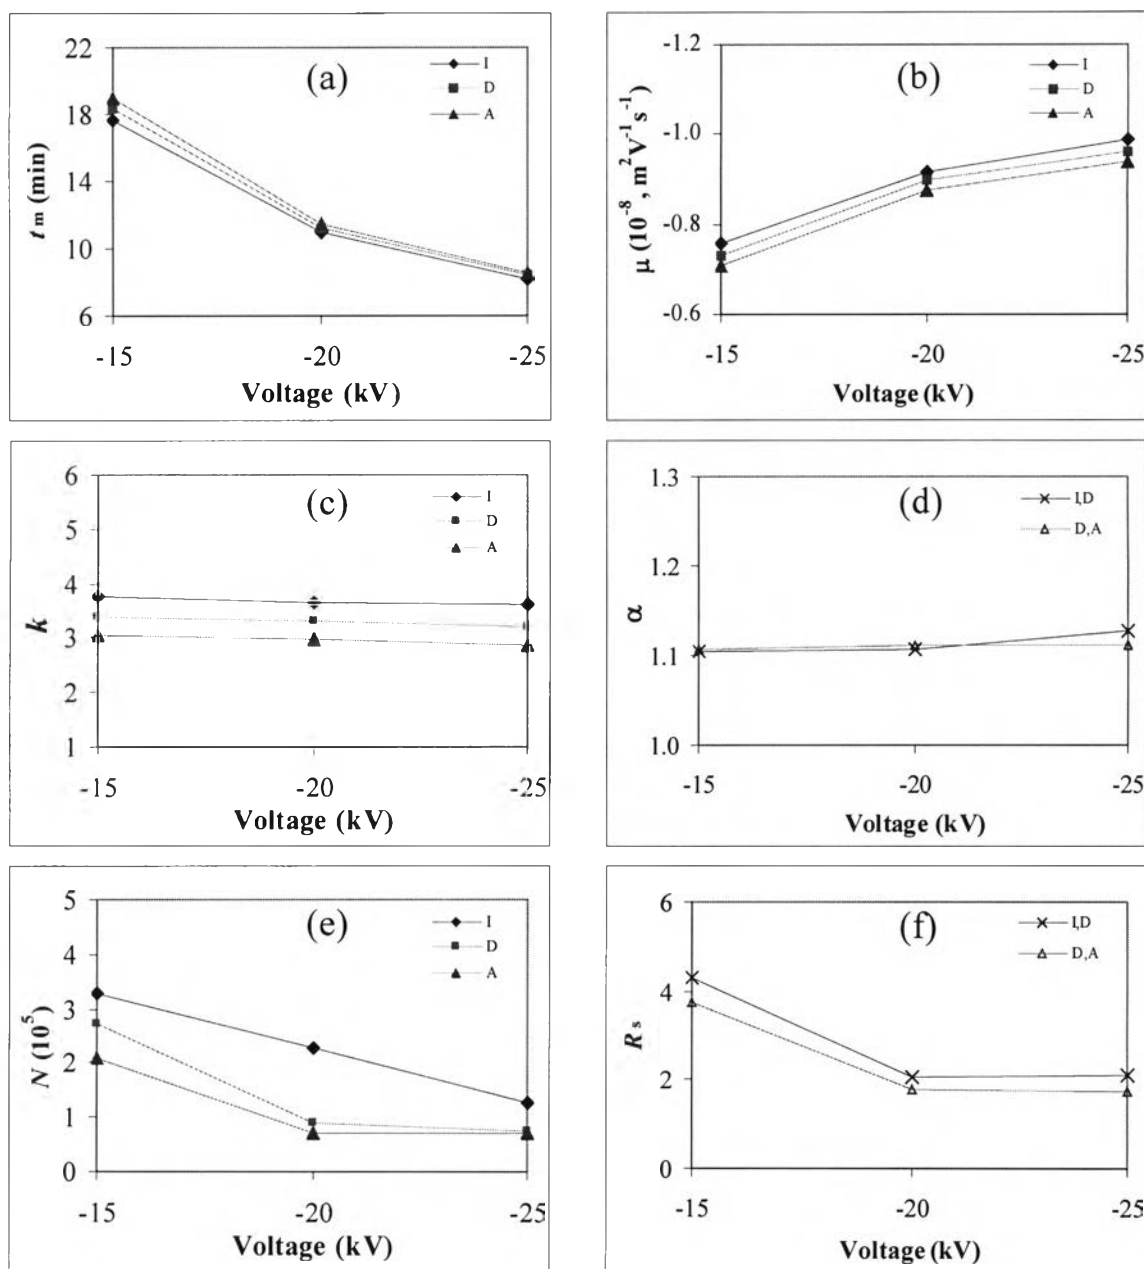 (a)
I
D
A
22
18
14
10
6
t m (min)
-15 -20 -25
Voltage (kV)
(b)
I
D
A
-1.2
-1.0
-0.8
-0.6
μ (10⁻⁸, m²V⁻¹s⁻¹)
-15 -20 -25
Voltage (kV)
(c)
I
D
A
6
5
4
3
2
1
k
-15 -20 -25
Voltage (kV)
(d)
I,D
D,A
1.3
1.2
1.1
1.0
α
-15 -20 -25
Voltage (kV)
(e)
I
D
A
5
4
3
2
1
0
N (10⁵)
-15 -20 -25
Voltage (kV)
(f)
I,D
D,A
6
4
2
0
R s
-15 -20 -25
Voltage (kV)